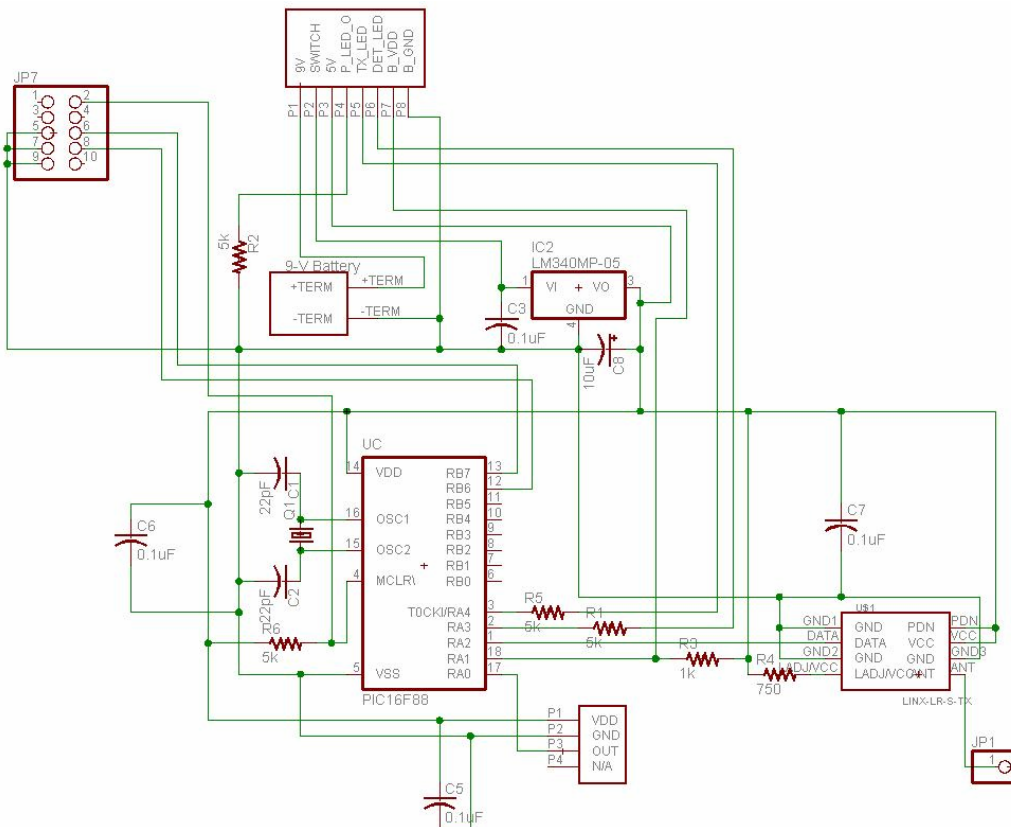 9V
SWITCH
5V
P_LED_O
TX_LED
DET_LED
B_VDD
B_GND
P1
P2
P3
P4
P5
P6
P7
P8
JP7
1 2
3 4
5 6
7 8
9 10
5k
R2
9-V Battery
+TERM +TERM
-TERM -TERM
IC2
LM340MP-05
1 VI + VO 3
GND
4
C3
0.1uF
10uF
C8
+
UC
14 VDD RB7 13
RB6 12
RB5 11
16 OSC1 RB4 10
RB3 9
15 OSC2 RB2 8
RB1 7
4 MCLR\ RB0 6
+
T0CKI/RA4 3
RA3 2
RA2 1
RA1 18
5 VSS RA0 17
PIC16F88
22pF
C1
Q1
22pF
C2
C6
0.1uF
R6
5k
R5
5k
R1
5k
R3
1k
R4
750
C7
0.1uF
U$1
GND1 GND PDN PDN
DATA DATA VCC VCC
GND2 GND GND GND3
LADJ/VCC LADJ/VCC ANT ANT
+
LINX-LR-S-TX
JP1
1
P1 VDD
P2 GND
P3 OUT
P4 N/A
C5
0.1uF